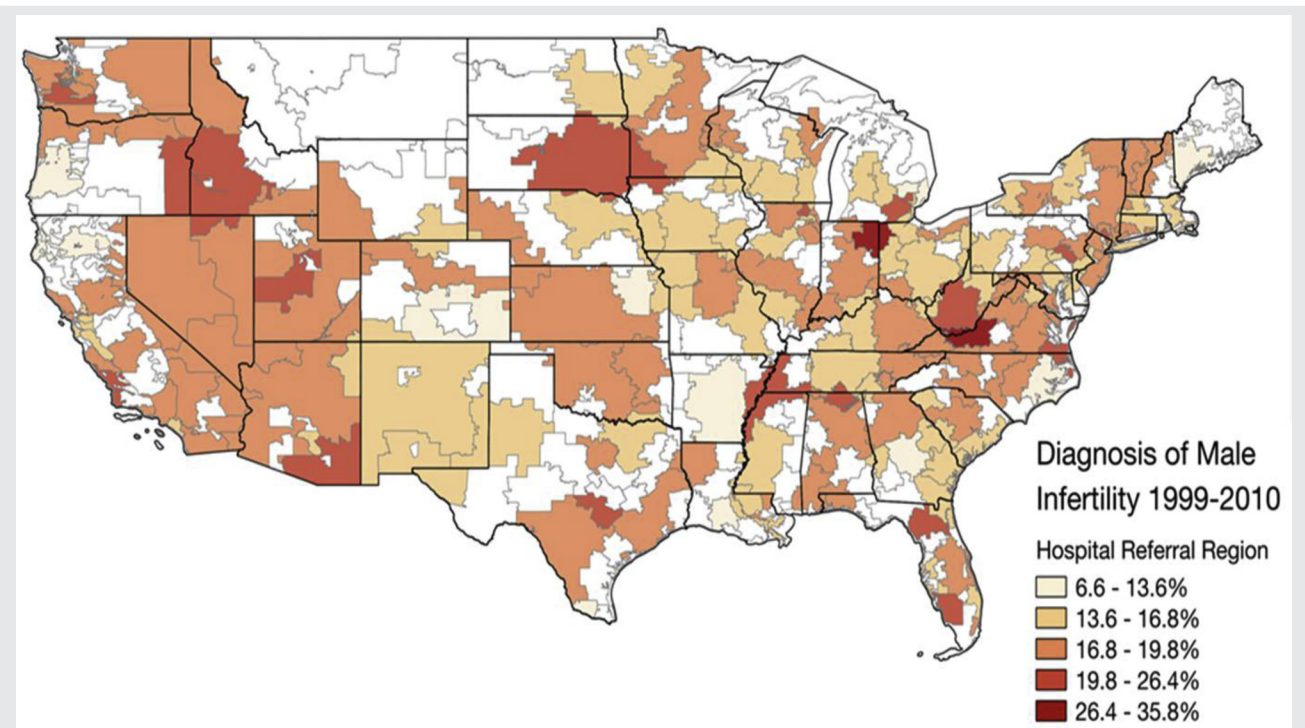 Diagnosis of Male
Infertility 1999-2010
Hospital Referral Region
6.6 - 13.6%
13.6 - 16.8%
16.8 - 19.8%
19.8 - 26.4%
26.4 - 35.8%